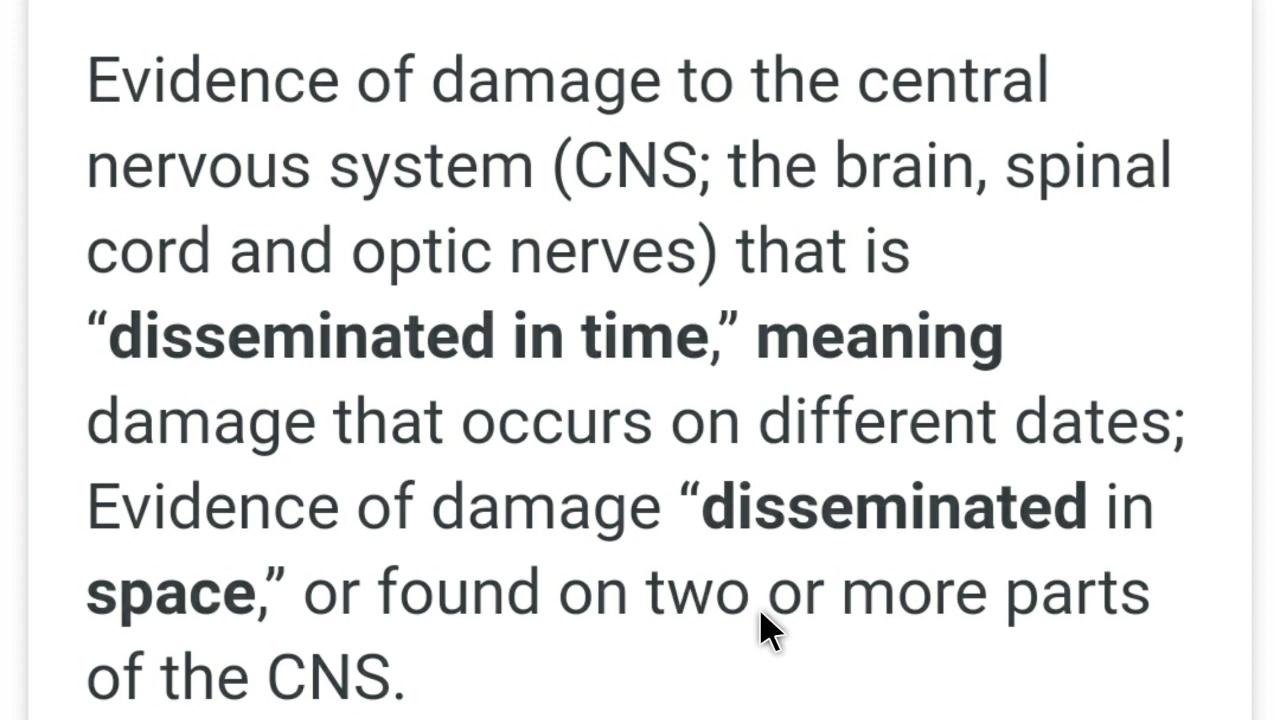 Evidence of damage to the central
nervous system (CNS; the brain, spinal
cord and optic nerves) that is
“disseminated in time,” meaning
damage that occurs on different dates;
Evidence of damage “disseminated in
space,” or found on two or more parts
of the CNS.